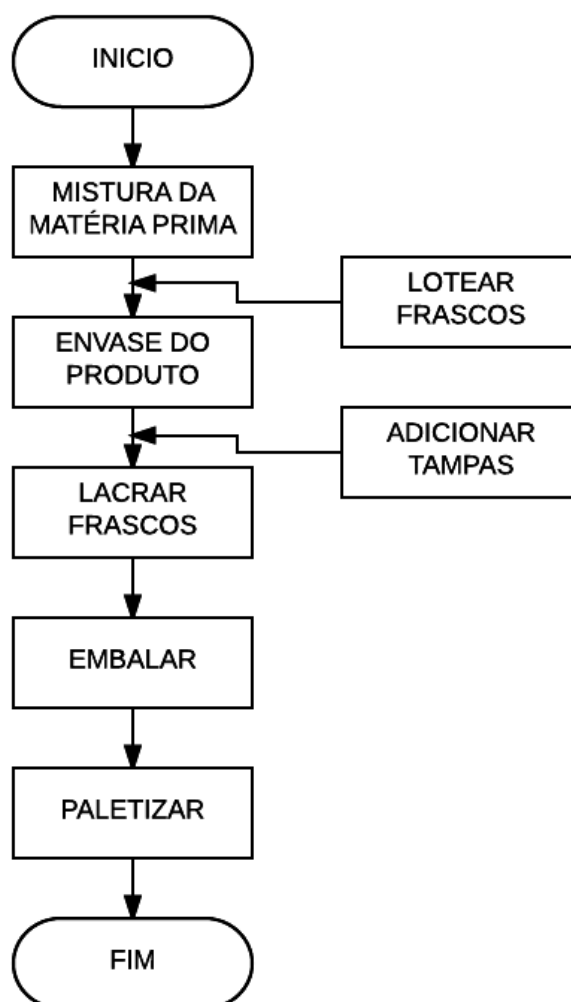 INICIO
MISTURA DA
MATÉRIA PRIMA
LOTEAR
FRASCOS
ENVASE DO
PRODUTO
ADICIONAR
TAMPAS
LACRAR
FRASCOS
EMBALAR
PALETIZAR
FIM